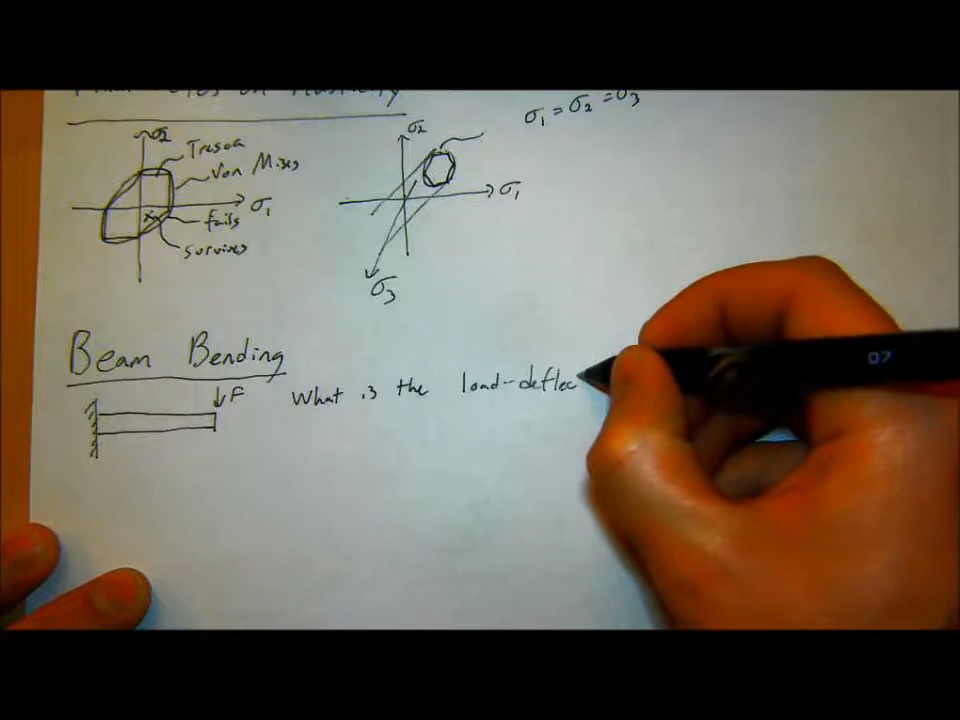 σ₁ = σ₂ = σ₃
σ₂
Tresca
Von Mises
σ₁
fails
survives
σ₂
σ₁
σ₃
Beam Bending
F
What is the load-deflec
07